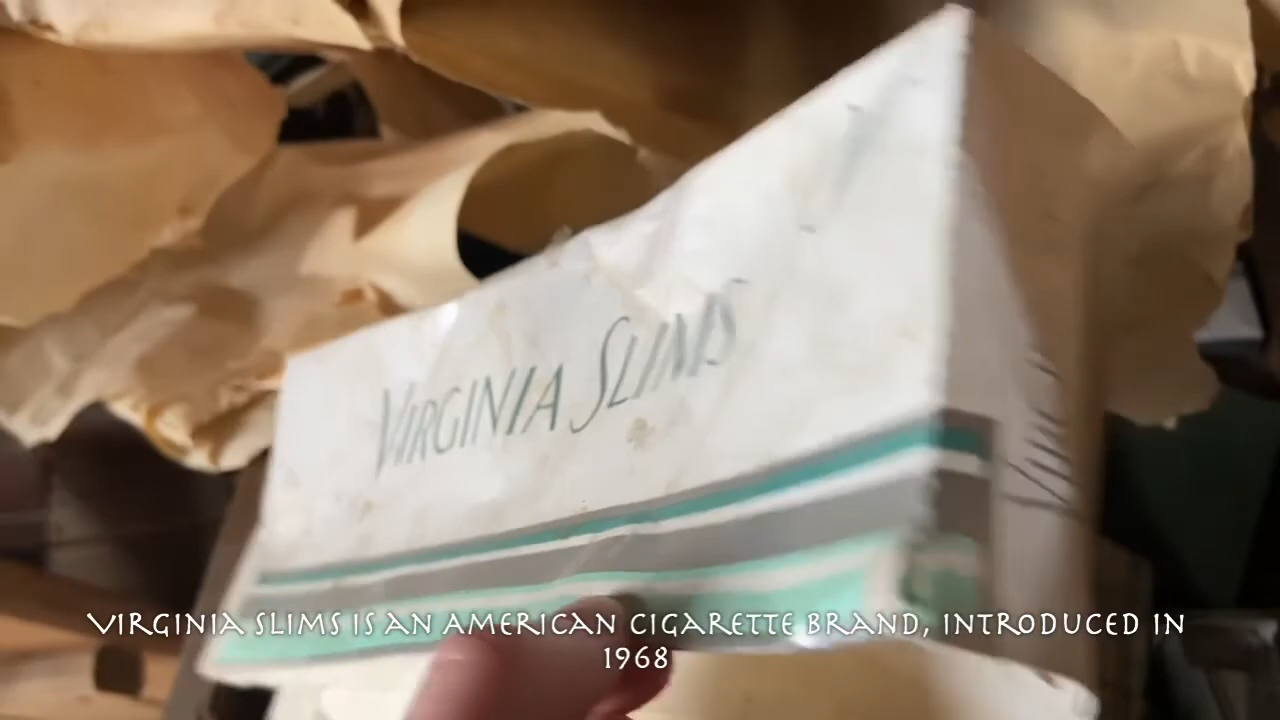 VIRGINIA SLIMS
VIRGINIA SLIMS IS AN AMERICAN CIGARETTE BRAND, INTRODUCED IN
1968